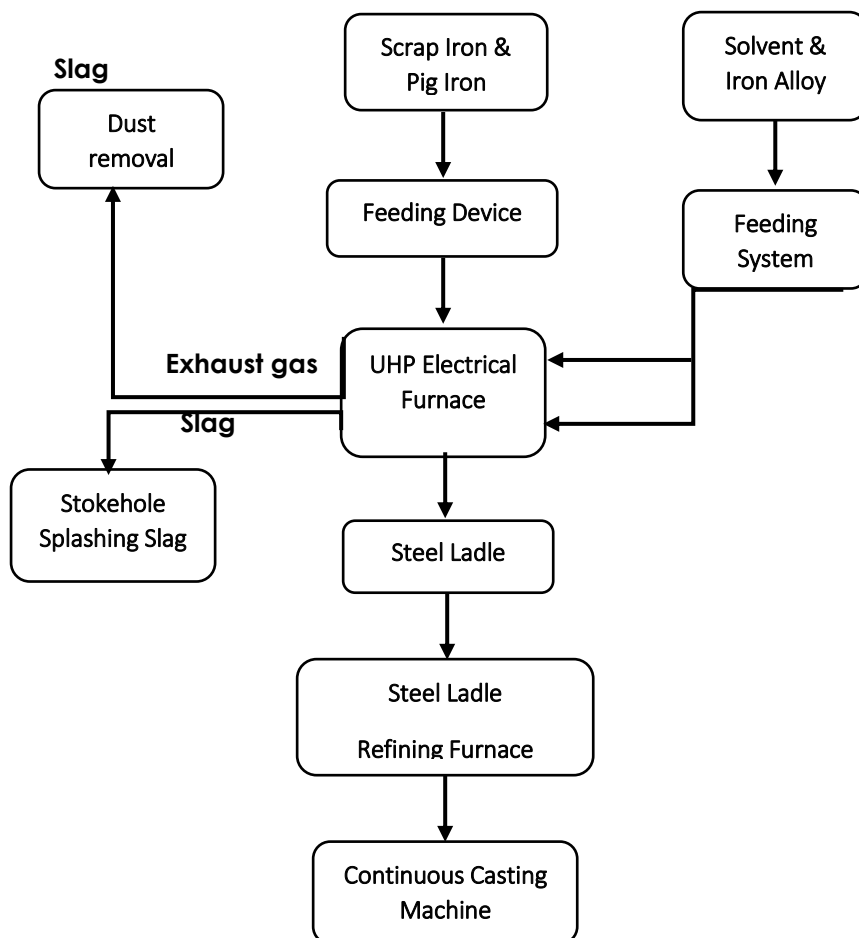 Scrap Iron &
Pig Iron
Solvent &
Iron Alloy
Slag
Dust
removal
Feeding Device
Feeding
System
Exhaust gas
UHP Electrical
Furnace
Slag
Stokehole
Splashing Slag
Steel Ladle
Steel Ladle
Refining Furnace
Continuous Casting
Machine